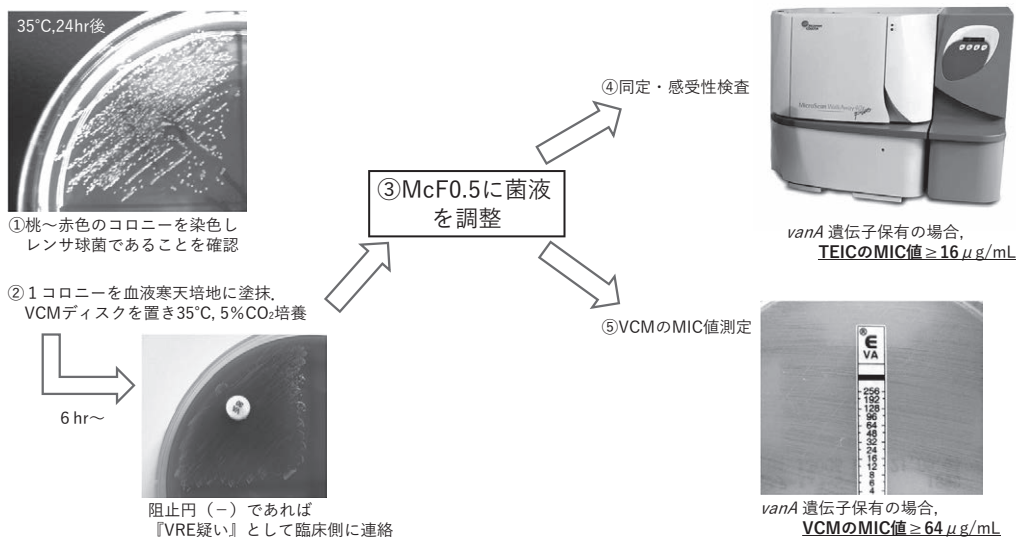 35°C,24hr後
①桃～赤色のコロニーを染色し
レンサ球菌であることを確認
②１コロニーを血液寒天培地に塗抹,
VCMディスクを置き35°C, 5％CO₂培養
6 hr～
阻止円（−）であれば
『VRE疑い』として臨床側に連絡
③McF0.5に菌液
を調整
④同定・感受性検査
MicroScan WalkAway
plus
vanA 遺伝子保有の場合,
TEICのMIC値≥16μg/mL
⑤VCMのMIC値測定
®
E
VA
256
192
128
96
64
48
32
24
16
12
8
6
4
vanA 遺伝子保有の場合,
VCMのMIC値≥64μg/mL